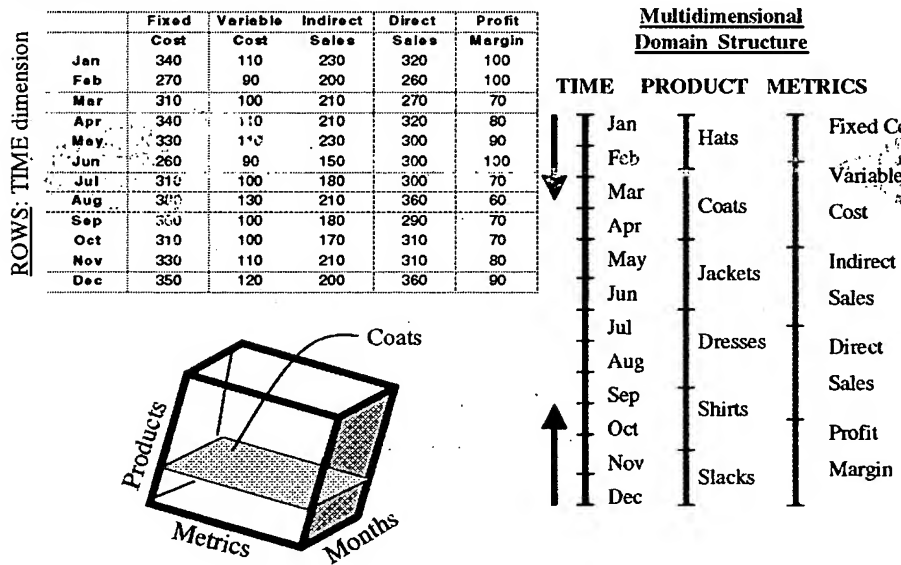 Fixed Variable Indirect Direct Profit
Cost Cost Sales Sales Margin
Jan 340 110 230 320 100
Feb 270 90 200 260 100
Mar 310 100 210 270 70
Apr 340 110 210 320 80
May 330 230 300 90
Jun 260 90 150 300 100
Jul 310 100 180 300 70
Aug 130 210 360 60
Sep 100 180 290 70
Oct 310 100 170 310 70
Nov 330 110 210 310 80
Dec 350 120 200 360 90
ROWS: TIME dimension
Coats
Products
Metrics
Months
Multidimensional
Domain Structure
TIME PRODUCT METRICS
Jan
Feb
Mar
Apr
May
Jun
Jul
Aug
Sep
Oct
Nov
Dec
Hats
Coats
Jackets
Dresses
Shirts
Slacks
Fixed Co
Variable
Cost
Indirect
Sales
Direct
Sales
Profit
Margin